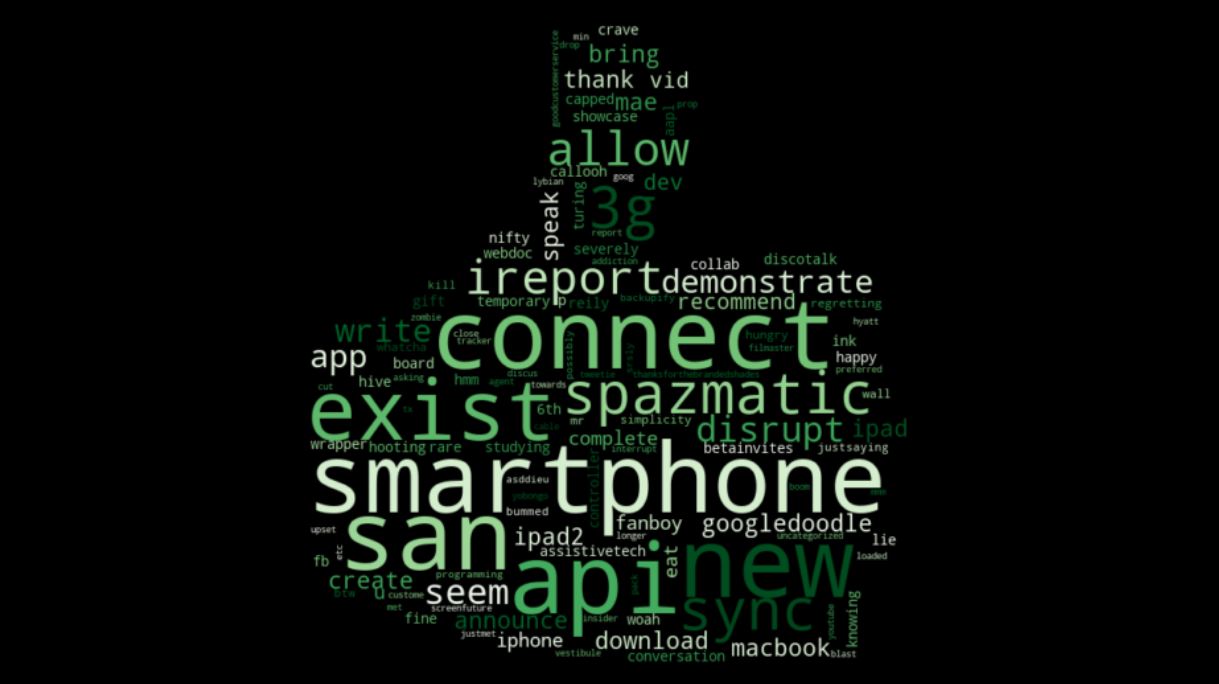 crave
min
drop
bring
goodcustomerservice
thank vid
capped
mae
prop
showcase
aapl
allow
callooh
goog
lybian
dev
turing
3g
speak
report
nifty
severely
webdoc
addiction
collab
discotalk
ireport
demonstrate
kill
gift
temporary
p
reily
backupify
recommend
regretting
zombie
connect
write
close
tracker
hyatt
whatcha
possibly
srsly
hungry
filmaster
ink
app
board
happy
preferred
hive
asking
hmm
agent
discus
towards
tweetie
thanksforthebrandedshades
cut
exist
tx
spazmatic
wall
6th
mr
simplicity
cable
disrupt
ipad
wrapper
hooting
rare
studying
complete
interrupt
betainvites
justsaying
smartphone
asddieu
yobongo
controller
boom
mmm
bummed
upset
san
ipad2
fanboy
longer
googledoodle
uncategorized
lie
etc
assistivetech
eat
loaded
fb
programming
api
new
create
btw
u
custome
seem
pack
sync
met
screenfuture
fine
announce
insider
woah
youtube
knowing
justmet
iphone
download
macbook
blast
vestibule
conversation